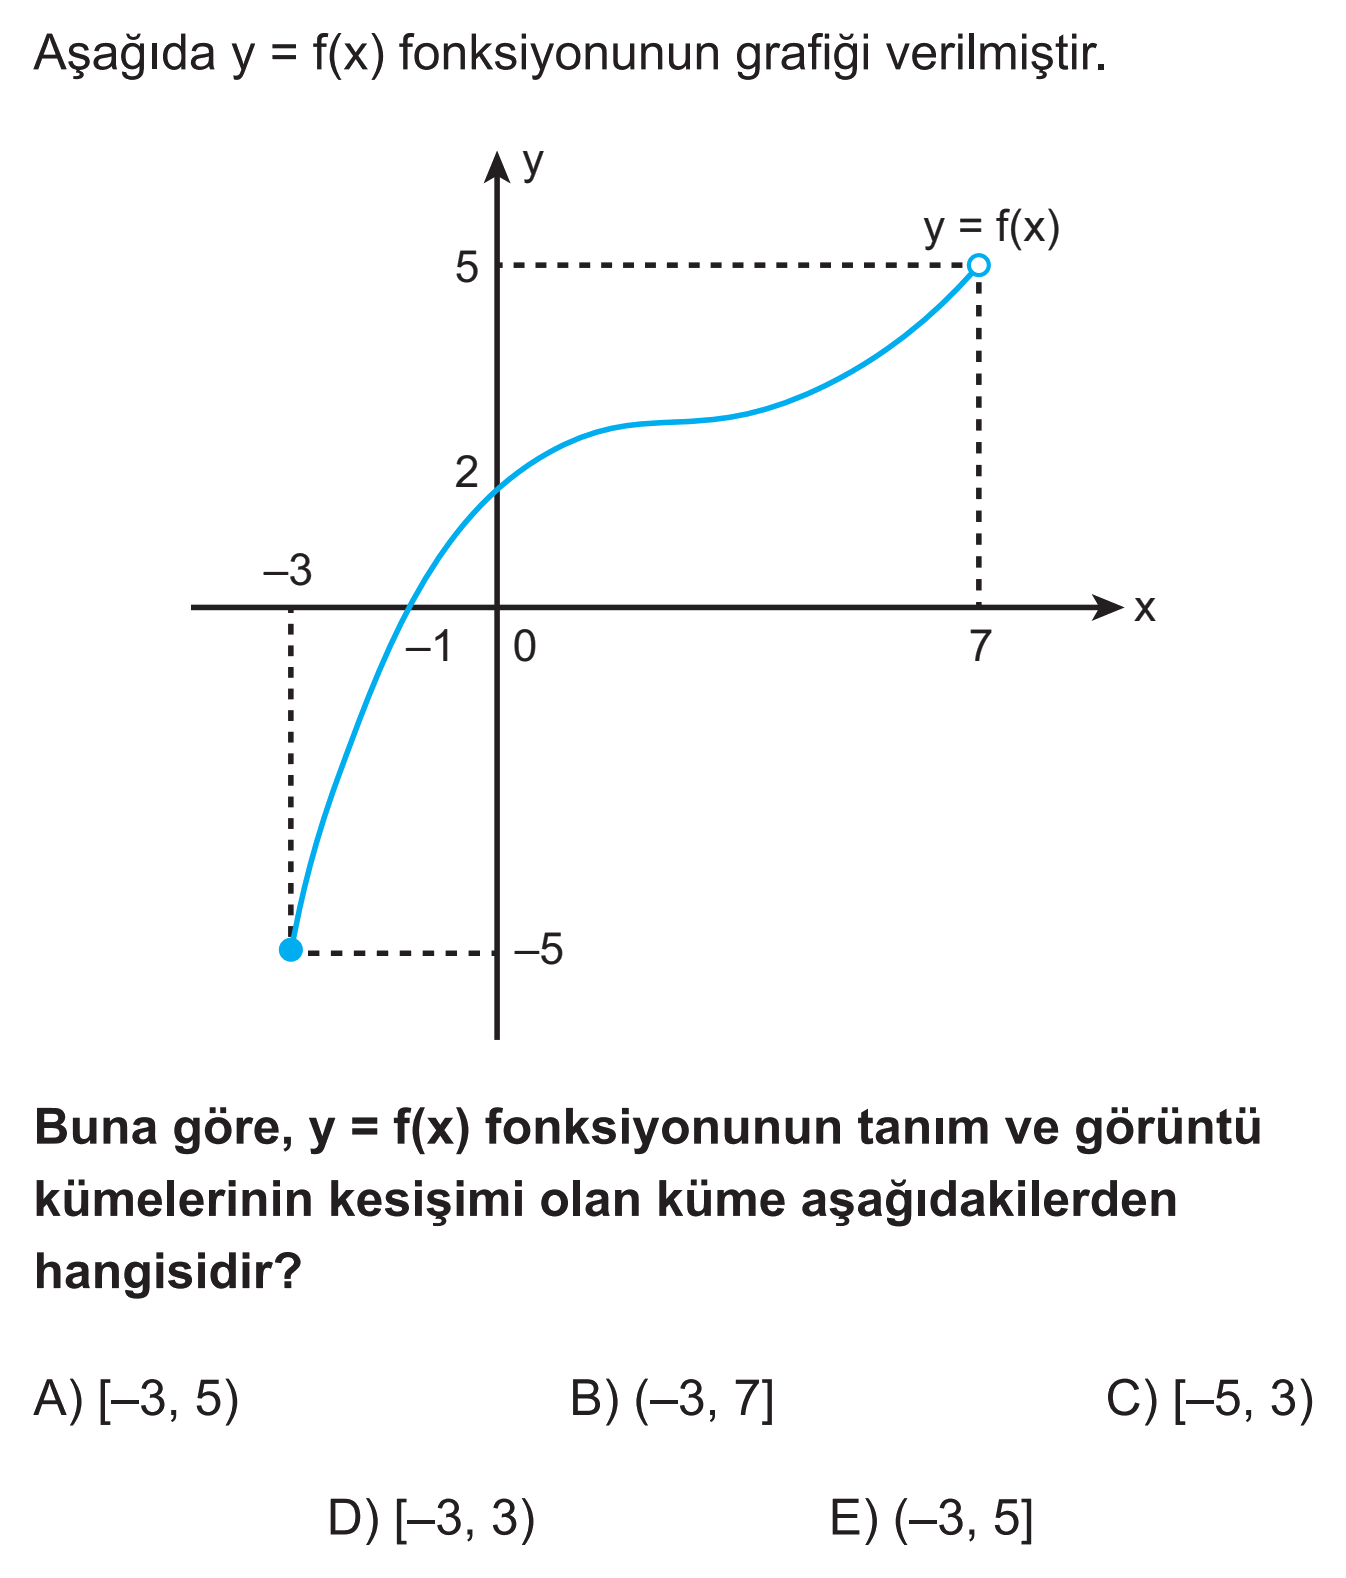 Aşağıda y = f(x) fonksiyonunun grafiği verilmiştir.
y
y = f(x)
5
2
–3
x
–1
0
7
–5
Buna göre, y = f(x) fonksiyonunun tanım ve görüntü
kümelerinin kesişimi olan küme aşağıdakilerden
hangisidir?
A) [–3, 5) B) (–3, 7] C) [–5, 3)
D) [–3, 3) E) (–3, 5]